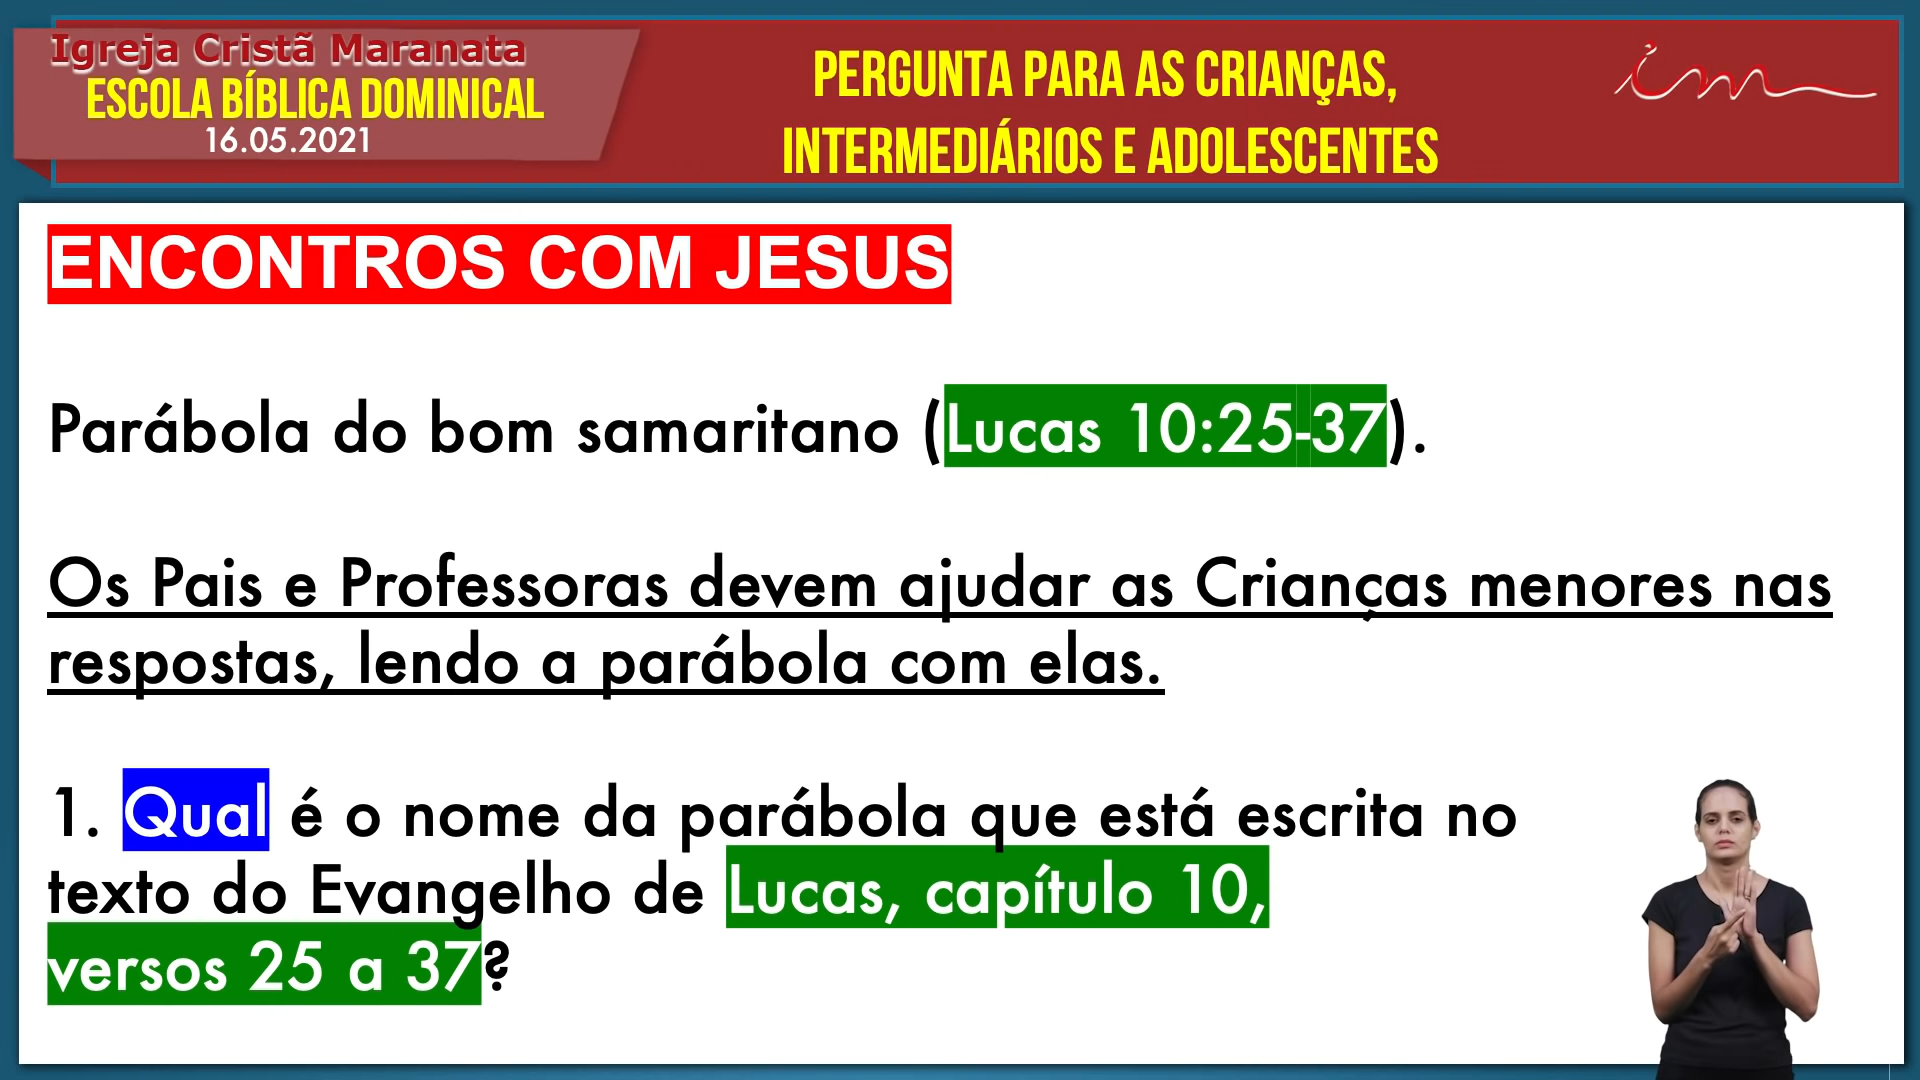 Igreja Cristã Maranata
ESCOLA BÍBLICA DOMINICAL
16.05.2021
PERGUNTA PARA AS CRIANÇAS,
INTERMEDIÁRIOS E ADOLESCENTES
im
ENCONTROS COM JESUS
Parábola do bom samaritano (Lucas 10:25-37).
Os Pais e Professoras devem ajudar as Crianças menores nas
respostas, lendo a parábola com elas.
1. Qual é o nome da parábola que está escrita no
texto do Evangelho de Lucas, capítulo 10,
versos 25 a 37?